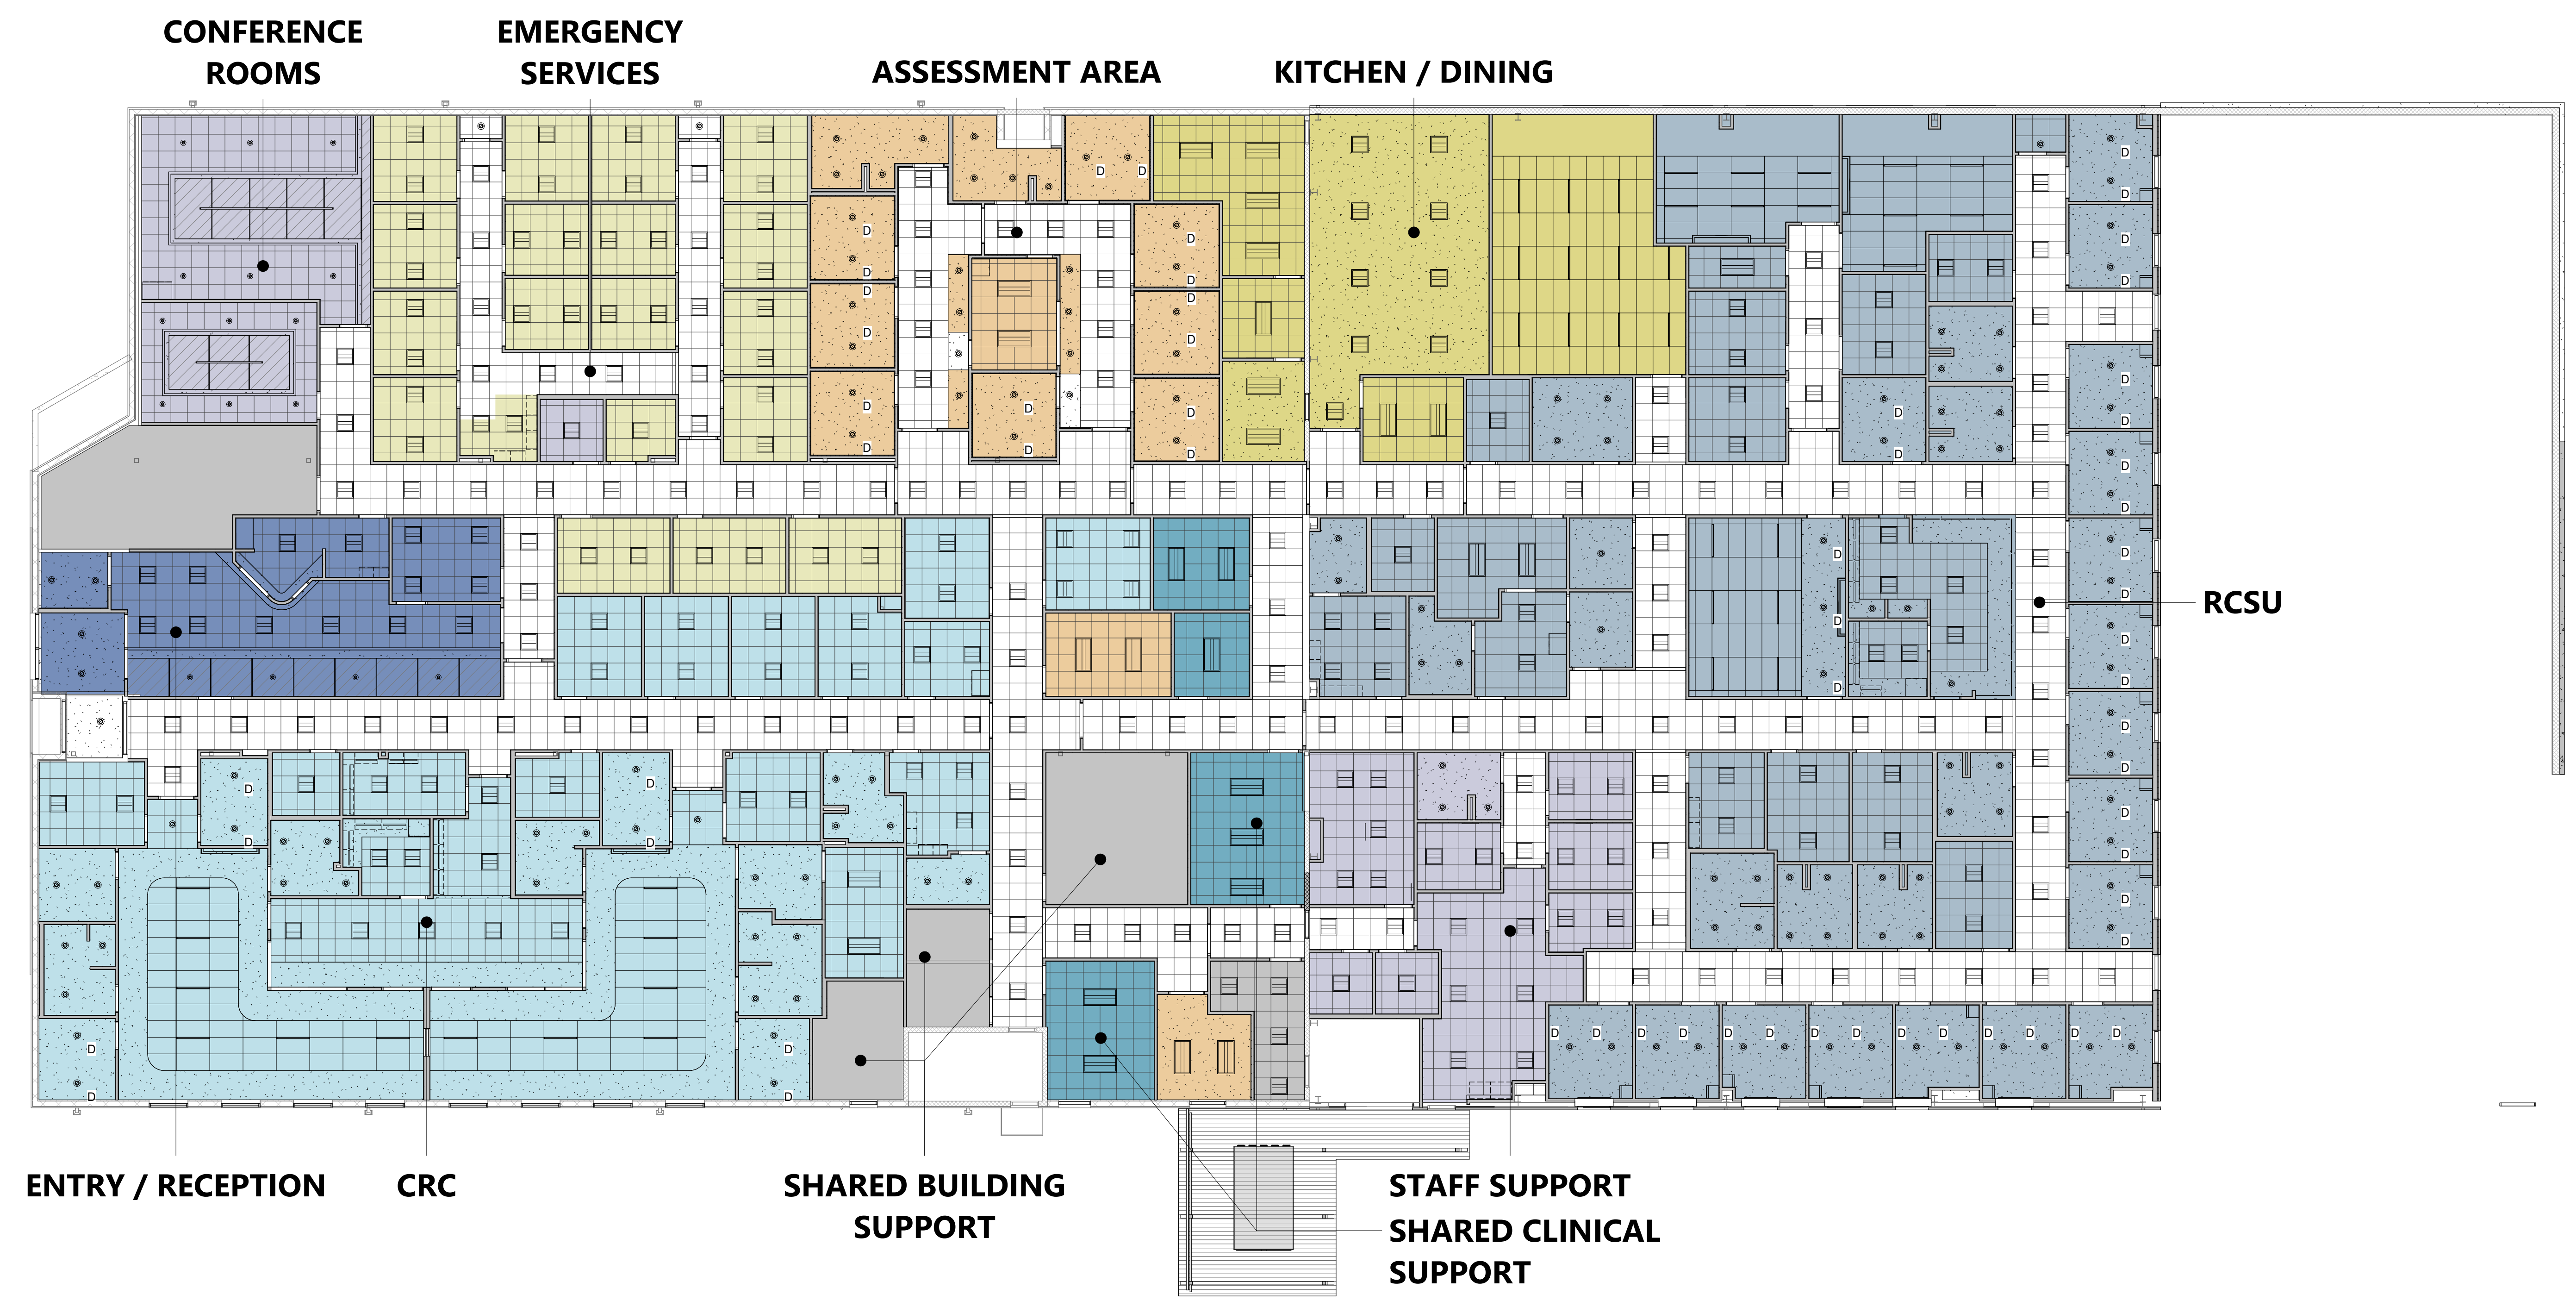 CONFERENCE
ROOMS
EMERGENCY
SERVICES
ASSESSMENT AREA
KITCHEN / DINING
RCSU
ENTRY / RECEPTION
CRC
SHARED BUILDING
SUPPORT
STAFF SUPPORT
SHARED CLINICAL
SUPPORT